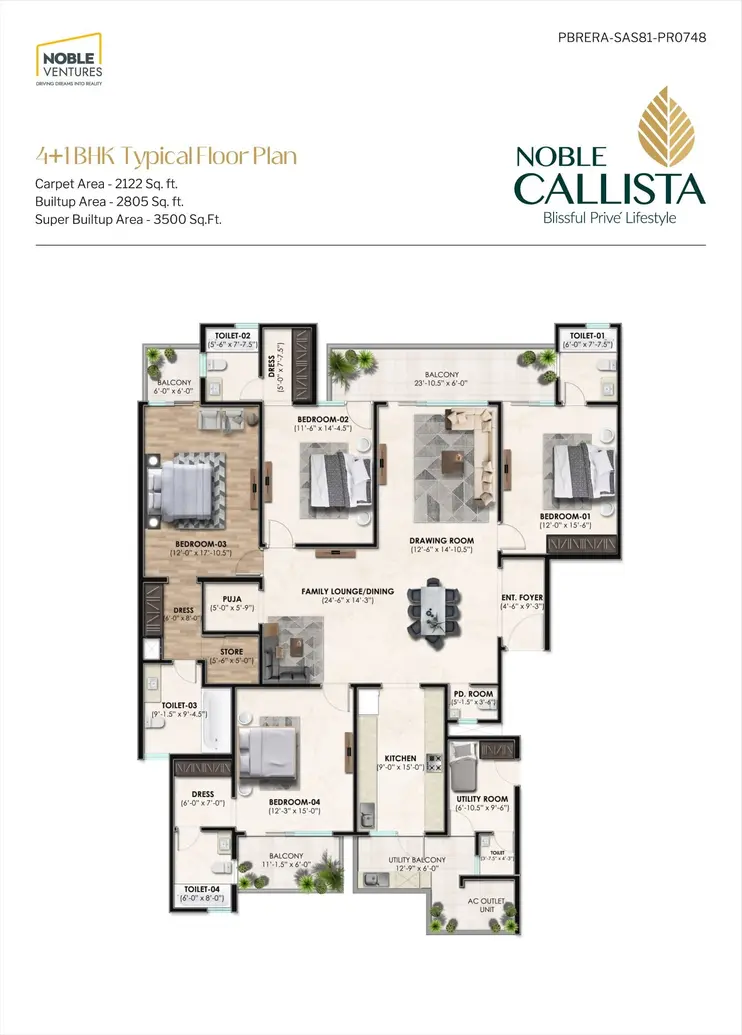 PBRERA-SAS81-PR0748
NOBLE
VENTURES
DRIVING DREAMS INTO REALITY
4+1 BHK Typical Floor Plan
Carpet Area - 2122 Sq. ft.
Builtup Area - 2805 Sq. ft.
Super Builtup Area - 3500 Sq.Ft.
NOBLE
CALLISTA
Blissful Privé Lifestyle
TOILET-02
(5'-6" x 7'-7.5")
DRESS
(5'-0" x 7'-7.5")
TOILET-01
(6'-0" x 7'-7.5")
BALCONY
6'-0" x 6'-0"
BALCONY
23'-10.5" x 6'-0"
BEDROOM-02
(11'-6" x 14'-4.5")
BEDROOM-01
(12'-0" x 15'-6")
BEDROOM-03
(12'-0" x 17'-10.5")
DRAWING ROOM
(12'-6" x 14'-10.5")
FAMILY LOUNGE/DINING
(24'-6" x 14'-3")
PUJA
(5'-0" x 5'-9")
ENT. FOYER
(4'-6" x 9'-3")
DRESS
(6'-0" x 8'-0")
STORE
(5'-6" x 5'-0")
TOILET-03
(9'-1.5" x 9'-4.5")
PD. ROOM
(5'-1.5" x 3'-6")
KITCHEN
(9'-0" x 15'-0")
DRESS
(6'-0" x 7'-0")
BEDROOM-04
(12'-3" x 15'-0")
UTILITY ROOM
(6'-10.5" x 9'-6")
BALCONY
11'-1.5" x 6'-0"
UTILITY BALCONY
12'-9" x 6'-0"
TOILET
(3'-7.5" x 4'-3")
TOILET-04
(6'-0" x 8'-0")
AC OUTLET
UNIT